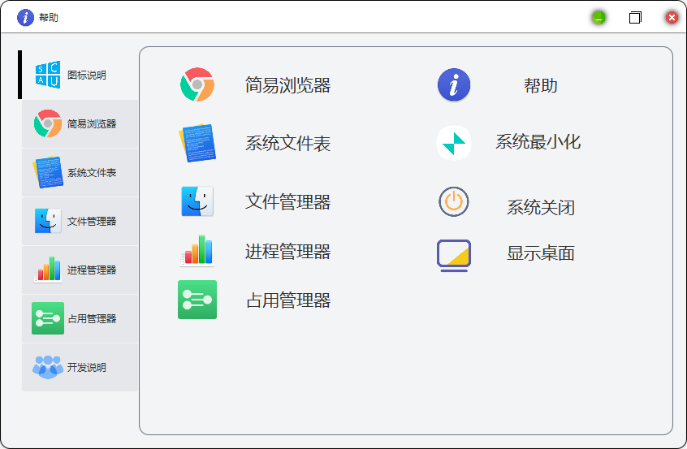 帮助
图标说明
简易浏览器
系统文件表
文件管理器
进程管理器
占用管理器
开发说明
简易浏览器
系统文件表
文件管理器
进程管理器
占用管理器
帮助
系统最小化
系统关闭
显示桌面
S C
A U